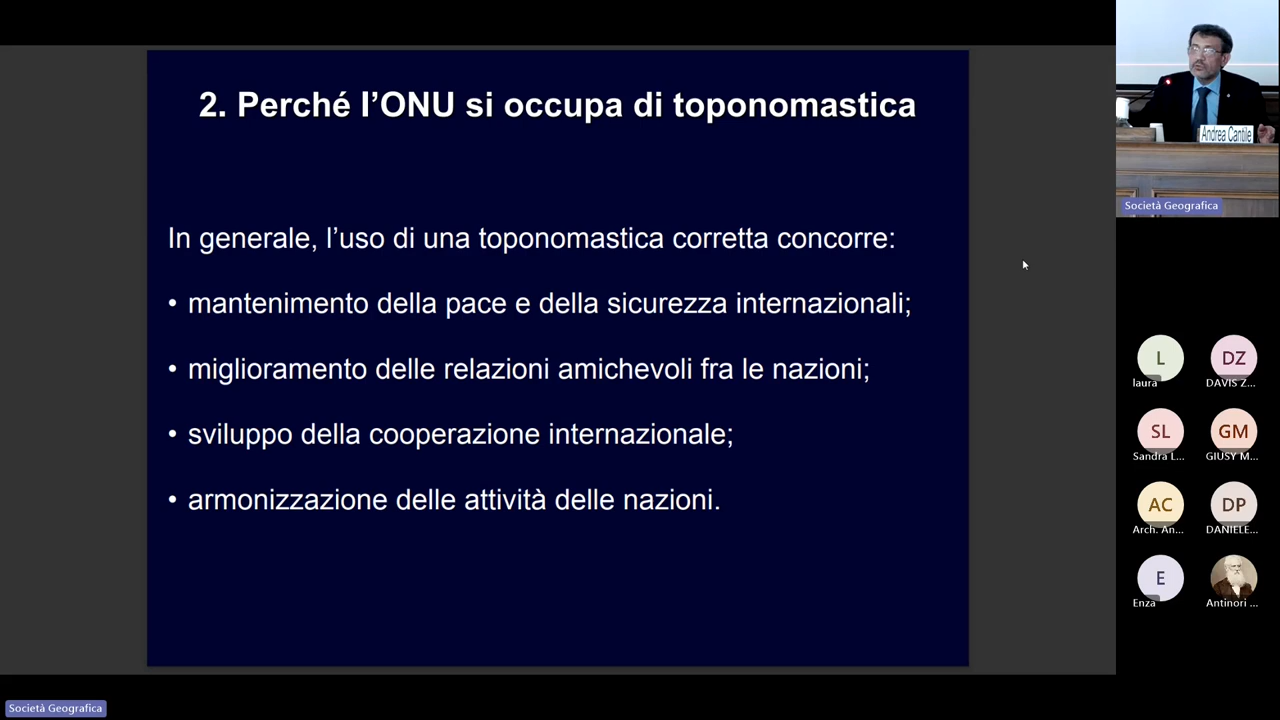 2. Perché l’ONU si occupa di toponomastica
In generale, l’uso di una toponomastica corretta concorre:
• mantenimento della pace e della sicurezza internazionali;
• miglioramento delle relazioni amichevoli fra le nazioni;
• sviluppo della cooperazione internazionale;
• armonizzazione delle attività delle nazioni.
Andrea Cantile
Società Geografica
L
laura
DZ
DAVIS Z...
SL
Sandra L...
GM
GIUSY M...
AC
Arch. An...
DP
DANIELE...
E
Enza
Antinori ...
Società Geografica